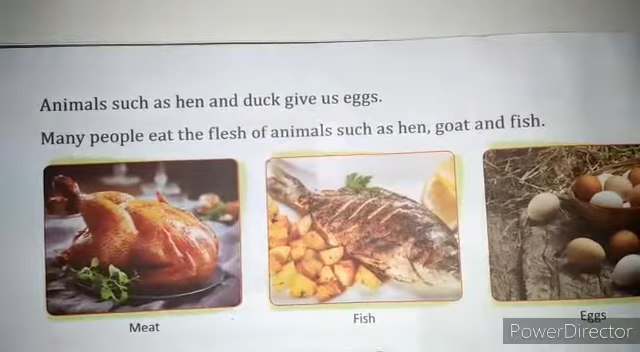 Animals such as hen and duck give us eggs.
Many people eat the flesh of animals such as hen, goat and fish.
Meat
Fish
Eggs
PowerDirector